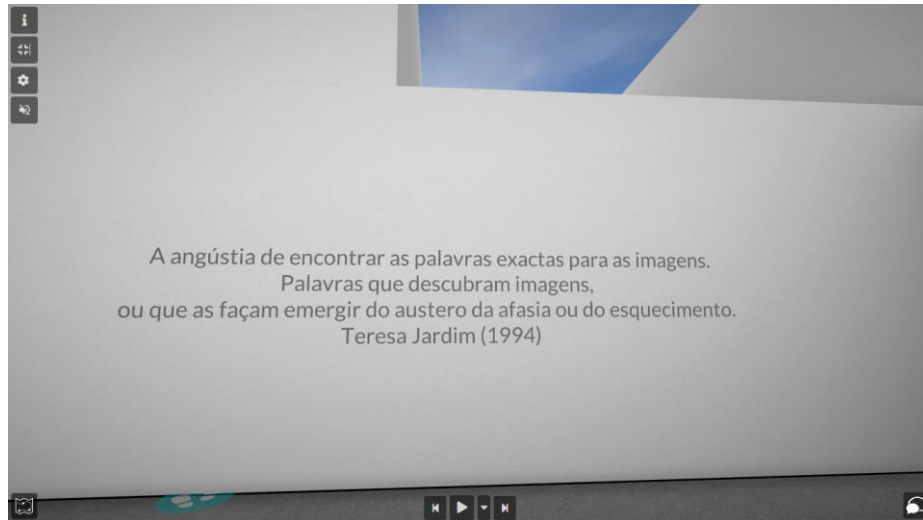 A angústia de encontrar as palavras exactas para as imagens.
Palavras que descubram imagens,
ou que as façam emergir do austero da afasia ou do esquecimento.
Teresa Jardim (1994)